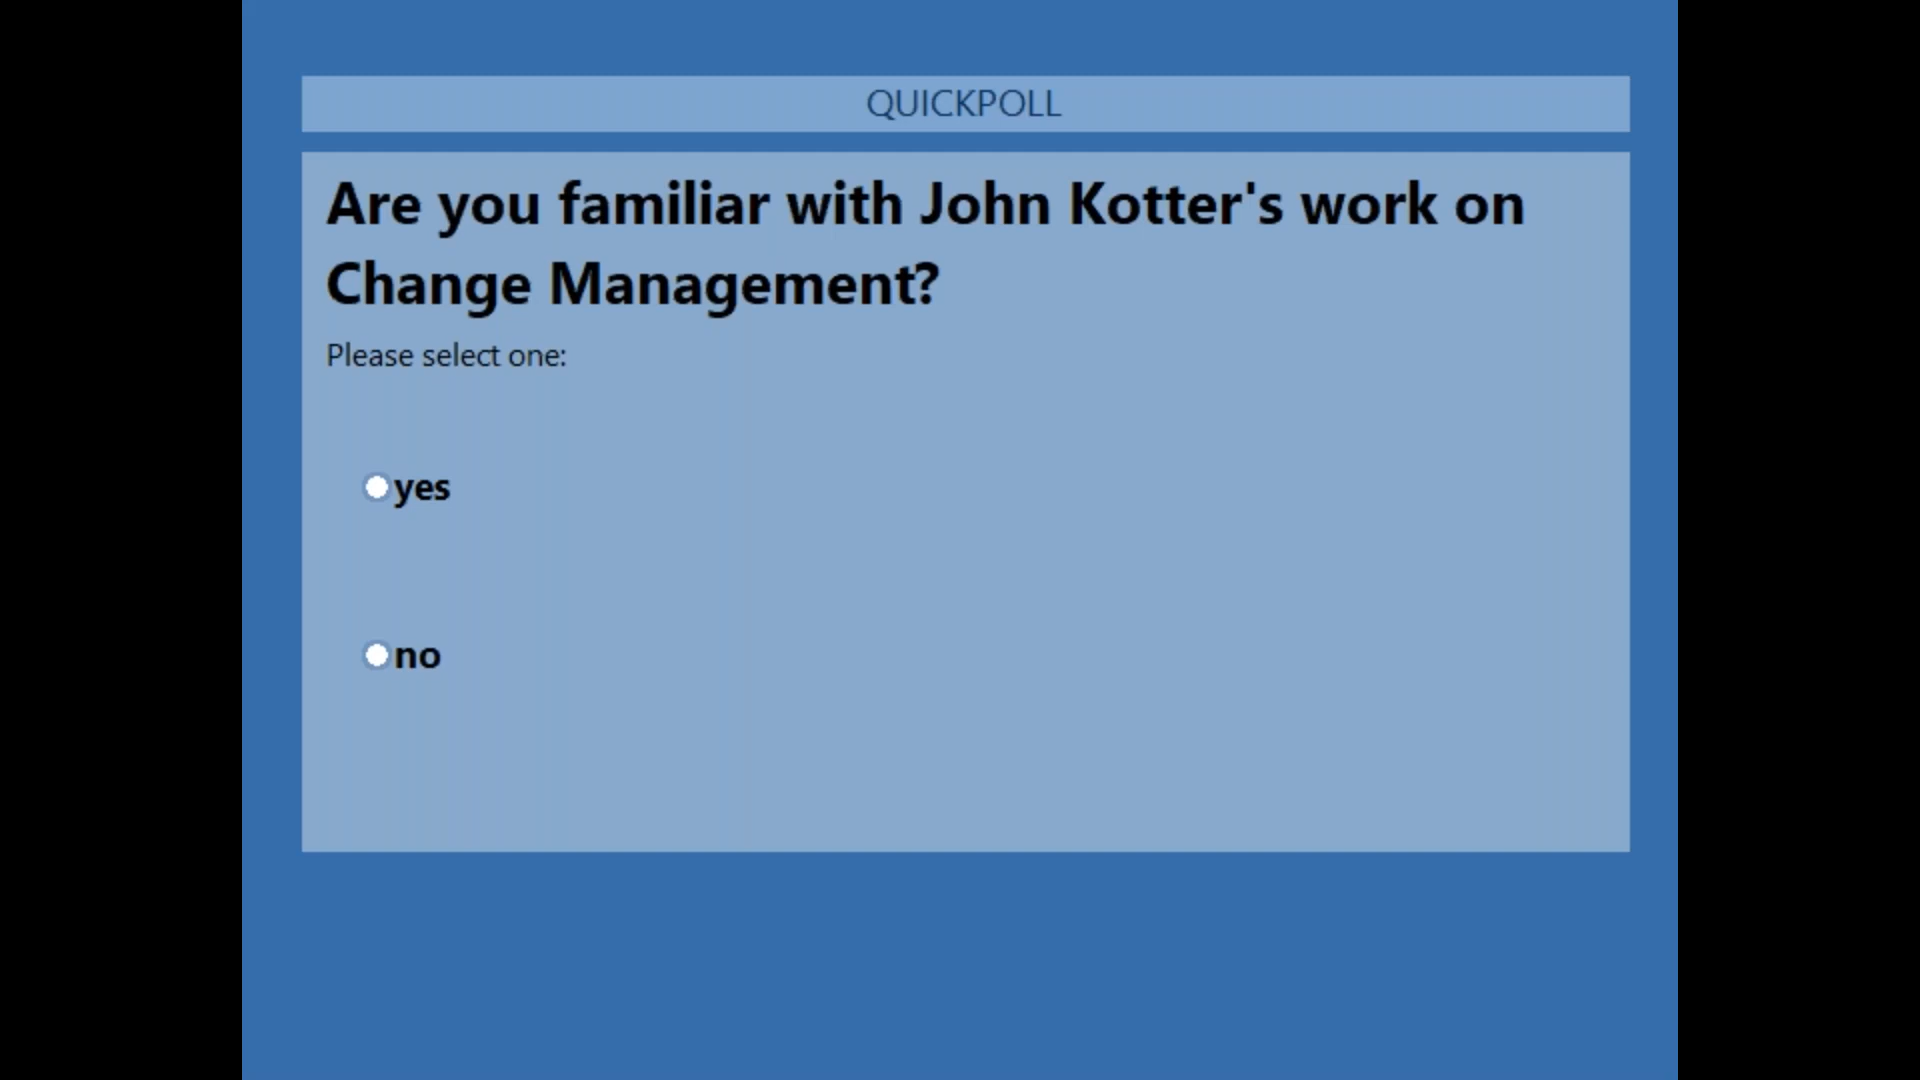 QUICKPOLL
Are you familiar with John Kotter's work on
Change Management?
Please select one:
yes
no